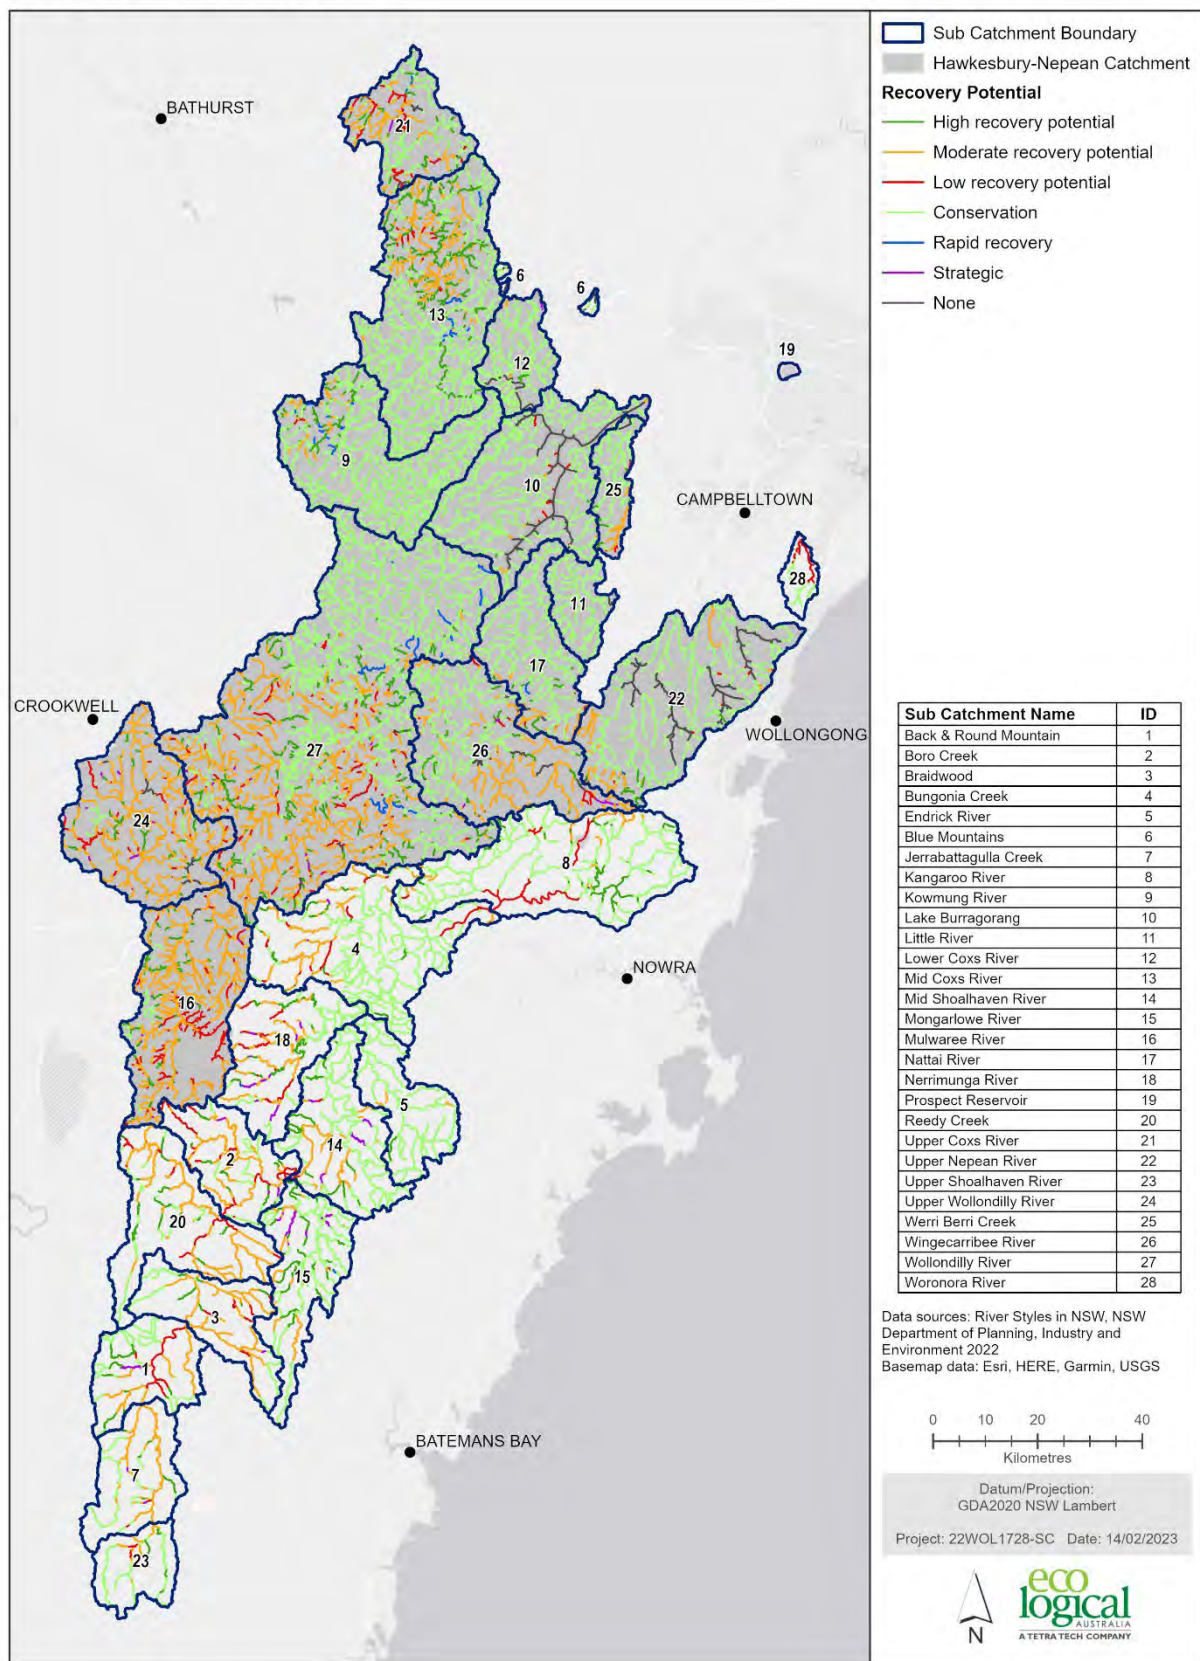 BATHURST
21
6
6
13
19
12
9
10
25
CAMPBELLTOWN
28
11
17
22
CROOKWELL
WOLLONGONG
27
26
24
8
4
NOWRA
16
18
5
14
2
20
15
3
1
BATEMANS BAY
7
23
Sub Catchment Boundary
Hawkesbury-Nepean Catchment
Recovery Potential
High recovery potential
Moderate recovery potential
Low recovery potential
Conservation
Rapid recovery
Strategic
None
Sub Catchment Name ID
Back & Round Mountain 1
Boro Creek 2
Braidwood 3
Bungonia Creek 4
Endrick River 5
Blue Mountains 6
Jerrabattagulla Creek 7
Kangaroo River 8
Kowmung River 9
Lake Burragorang 10
Little River 11
Lower Coxs River 12
Mid Coxs River 13
Mid Shoalhaven River 14
Mongarlowe River 15
Mulwaree River 16
Nattai River 17
Nerrimunga River 18
Prospect Reservoir 19
Reedy Creek 20
Upper Coxs River 21
Upper Nepean River 22
Upper Shoalhaven River 23
Upper Wollondilly River 24
Werri Berri Creek 25
Wingecarribee River 26
Wollondilly River 27
Woronora River 28
Data sources: River Styles in NSW, NSW
Department of Planning, Industry and
Environment 2022
Basemap data: Esri, HERE, Garmin, USGS
0 10 20 40
Kilometres
Datum/Projection:
GDA2020 NSW Lambert
Project: 22WOL1728-SC Date: 14/02/2023
N
eco
logical
AUSTRALIA
A TETRA TECH COMPANY